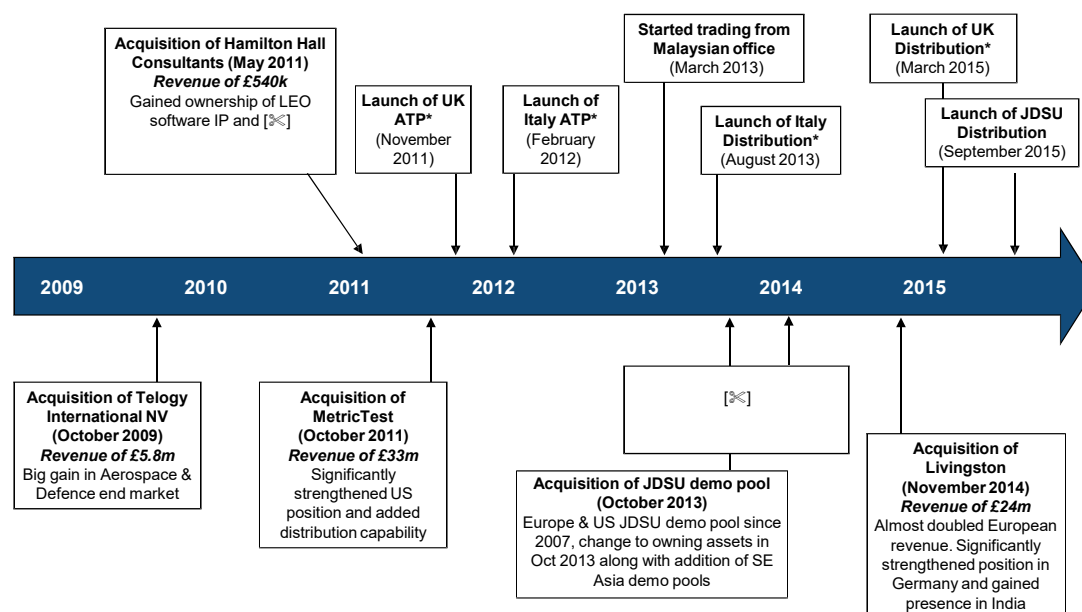 Acquisition of Hamilton Hall
Consultants (May 2011)
Revenue of £540k
Gained ownership of LEO
software IP and [✂]
Launch of UK
ATP*
(November
2011)
Launch of
Italy ATP*
(February
2012)
Started trading from
Malaysian office
(March 2013)
Launch of Italy
Distribution*
(August 2013)
Launch of UK
Distribution*
(March 2015)
Launch of JDSU
Distribution
(September 2015)
2009 2010 2011 2012 2013 2014 2015
Acquisition of Telogy
International NV
(October 2009)
Revenue of £5.8m
Big gain in Aerospace &
Defence end market
Acquisition of
MetricTest
(October 2011)
Revenue of £33m
Significantly
strengthened US
position and added
distribution capability
[✂]
Acquisition of JDSU demo pool
(October 2013)
Europe & US JDSU demo pool since
2007, change to owning assets in
Oct 2013 along with addition of SE
Asia demo pools
Acquisition of
Livingston
(November 2014)
Revenue of £24m
Almost doubled European
revenue. Significantly
strengthened position in
Germany and gained
presence in India